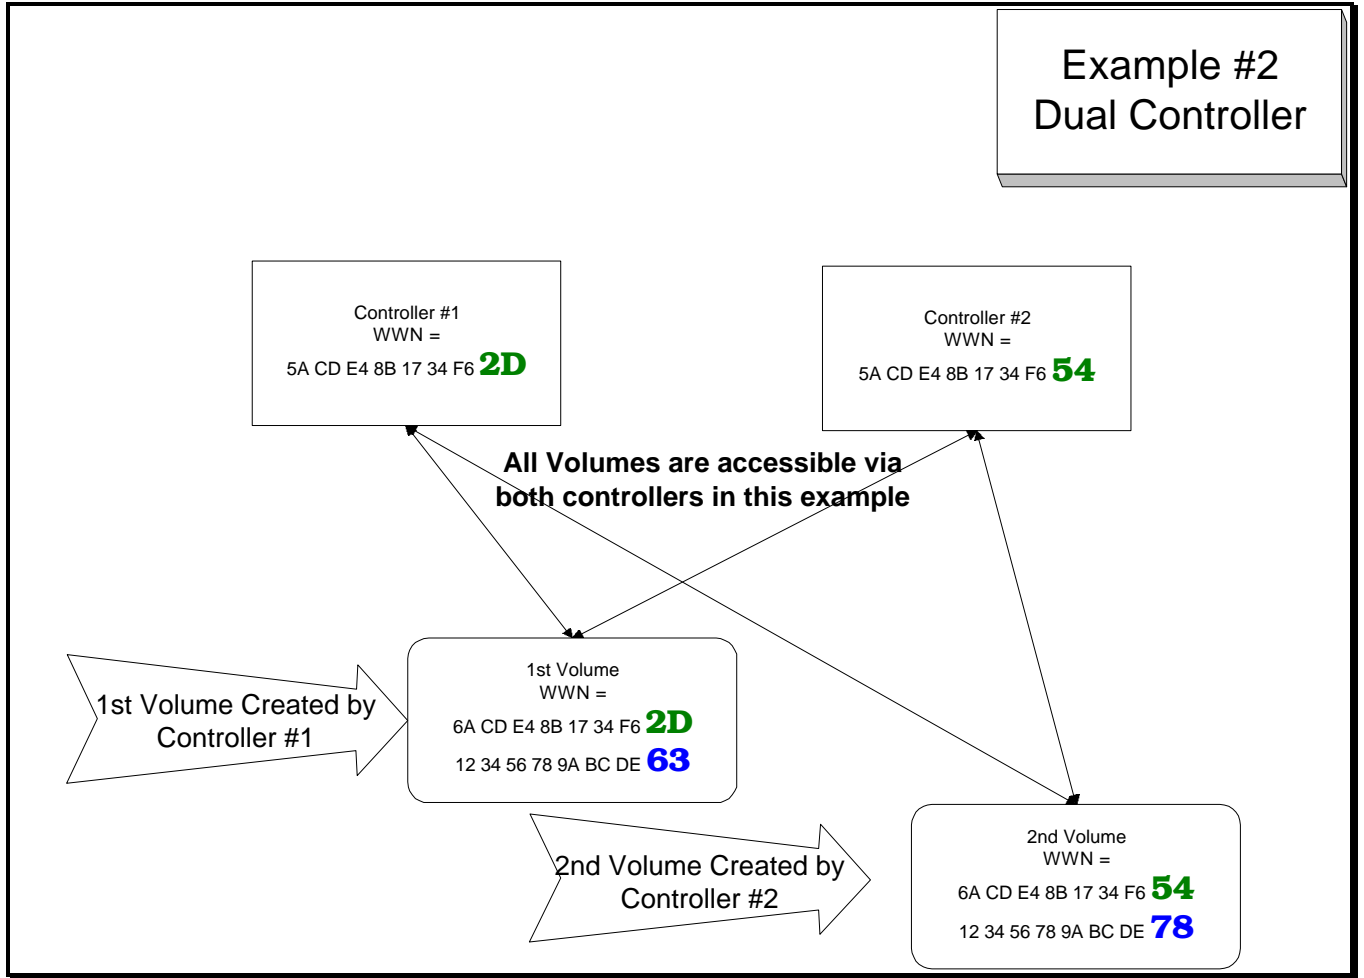 Example #2
Dual Controller
Controller #1
WWN =
5A CD E4 8B 17 34 F6 2D
Controller #2
WWN =
5A CD E4 8B 17 34 F6 54
All Volumes are accessible via
both controllers in this example
1st Volume Created by
Controller #1
1st Volume
WWN =
6A CD E4 8B 17 34 F6 2D
12 34 56 78 9A BC DE 63
2nd Volume Created by
Controller #2
2nd Volume
WWN =
6A CD E4 8B 17 34 F6 54
12 34 56 78 9A BC DE 78